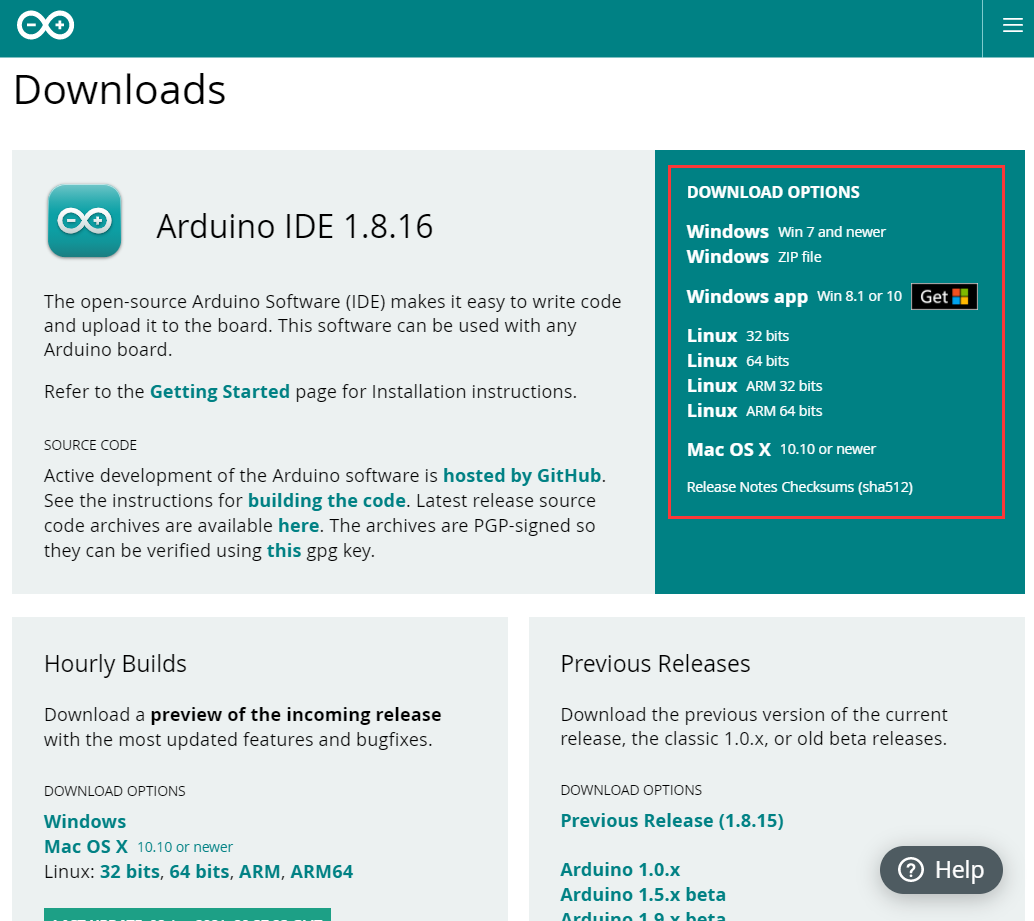 Downloads
Arduino IDE 1.8.16
The open-source Arduino Software (IDE) makes it easy to write code
and upload it to the board. This software can be used with any
Arduino board.
Refer to the Getting Started page for Installation instructions.
SOURCE CODE
Active development of the Arduino software is hosted by GitHub.
See the instructions for building the code. Latest release source
code archives are available here. The archives are PGP-signed so
they can be verified using this gpg key.
DOWNLOAD OPTIONS
Windows Win 7 and newer
Windows ZIP file
Windows app Win 8.1 or 10 Get
Linux 32 bits
Linux 64 bits
Linux ARM 32 bits
Linux ARM 64 bits
Mac OS X 10.10 or newer
Release Notes Checksums (sha512)
Hourly Builds
Download a preview of the incoming release
with the most updated features and bugfixes.
DOWNLOAD OPTIONS
Windows
Mac OS X 10.10 or newer
Linux: 32 bits, 64 bits, ARM, ARM64
Previous Releases
Download the previous version of the current
release, the classic 1.0.x, or old beta releases.
DOWNLOAD OPTIONS
Previous Release (1.8.15)
Arduino 1.0.x
Arduino 1.5.x beta
Arduino 1.9.x beta
Help